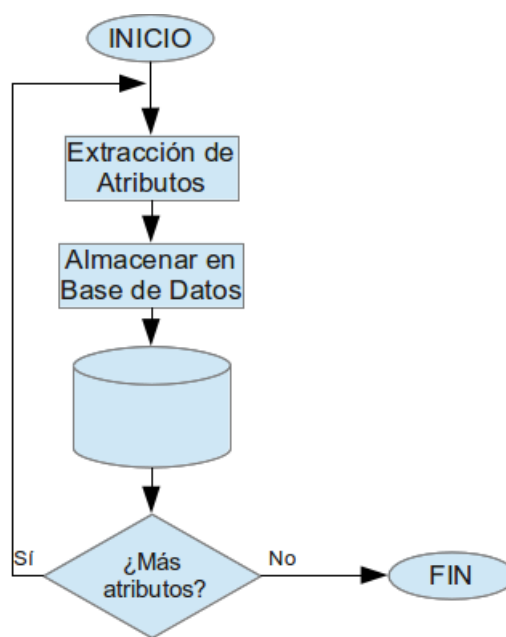 INICIO
Extracción de
Atributos
Almacenar en
Base de Datos
¿Más
atributos?
Sí
No
FIN